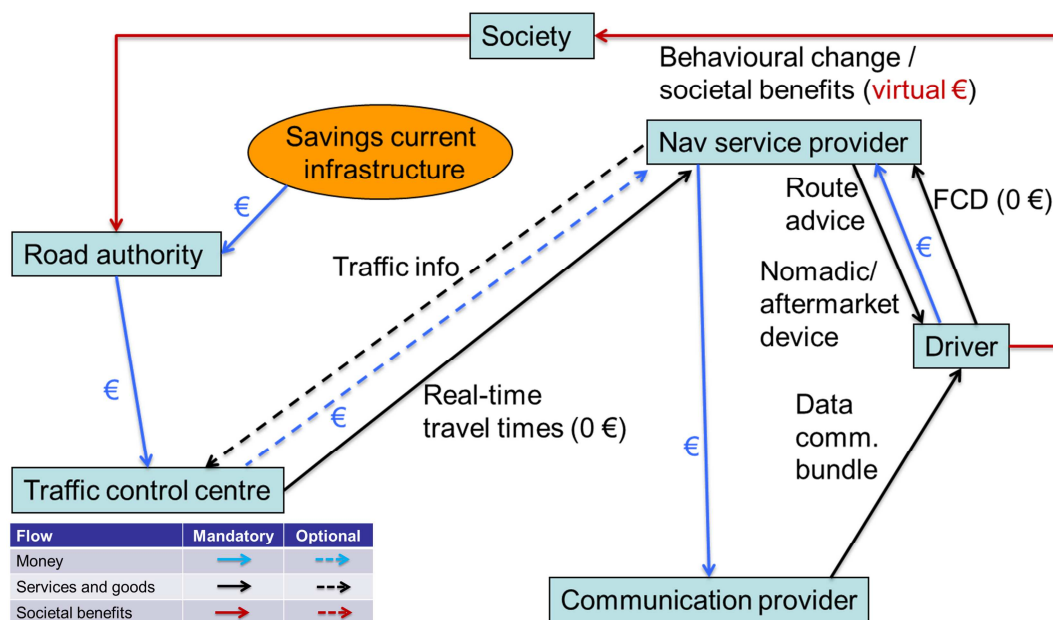 Society
Behavioural change /
societal benefits (virtual €)
Savings current
infrastructure
Nav service provider
€
Route
advice
FCD (0 €)
Road authority
Traffic info
€
Nomadic/
aftermarket
device
Driver
€
Real-time
travel times (0 €)
€
Data
comm.
bundle
€
Traffic control centre
Flow Mandatory Optional
Money
Services and goods
Societal benefits
Communication provider